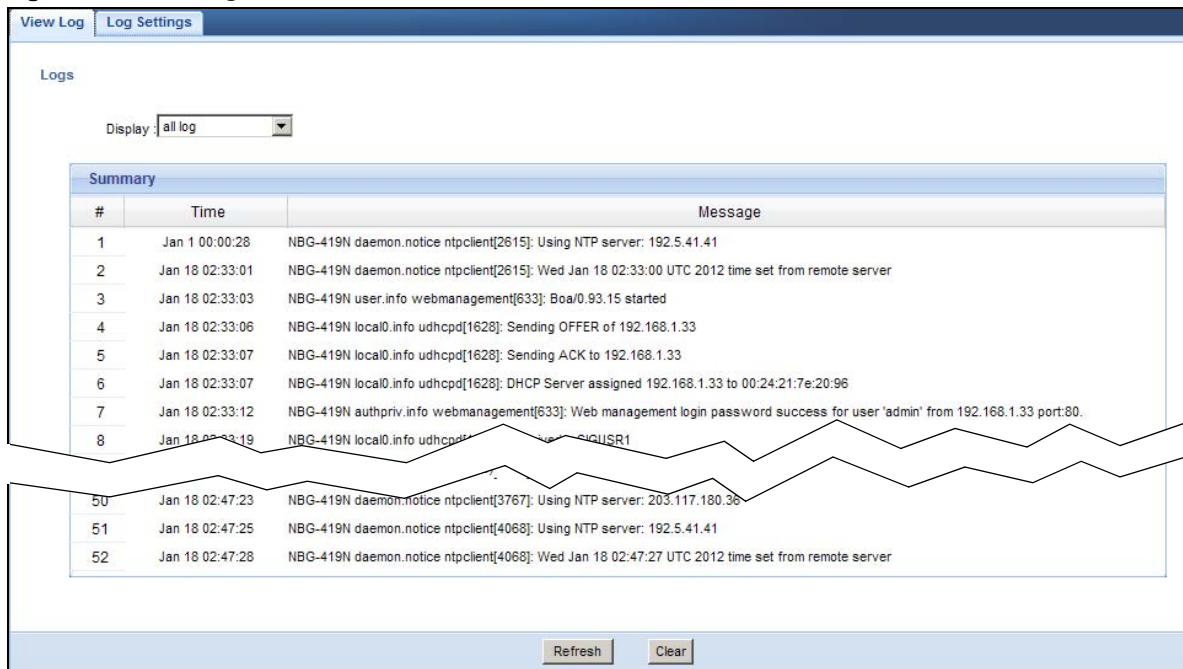 View Log Log Settings
Logs
Display : all log
Summary
# Time Message
1 Jan 1 00:00:28 NBG-419N daemon.notice ntpclient[2615]: Using NTP server: 192.5.41.41
2 Jan 18 02:33:01 NBG-419N daemon.notice ntpclient[2615]: Wed Jan 18 02:33:00 UTC 2012 time set from remote server
3 Jan 18 02:33:03 NBG-419N user.info webmanagement[633]: Boa/0.93.15 started
4 Jan 18 02:33:06 NBG-419N local0.info udhcpd[1628]: Sending OFFER of 192.168.1.33
5 Jan 18 02:33:07 NBG-419N local0.info udhcpd[1628]: Sending ACK to 192.168.1.33
6 Jan 18 02:33:07 NBG-419N local0.info udhcpd[1628]: DHCP Server assigned 192.168.1.33 to 00:24:21:7e:20:96
7 Jan 18 02:33:12 NBG-419N authpriv.info webmanagement[633]: Web management login password success for user 'admin' from 192.168.1.33 port:80.
8 Jan 18 02:33:19 NBG-419N local0.info SIGUSR1
50 Jan 18 02:47:23 NBG-419N daemon.notice ntpclient[3767]: Using NTP server: 203.117.180.36
51 Jan 18 02:47:25 NBG-419N daemon.notice ntpclient[4068]: Using NTP server: 192.5.41.41
52 Jan 18 02:47:28 NBG-419N daemon.notice ntpclient[4068]: Wed Jan 18 02:47:27 UTC 2012 time set from remote server
Refresh Clear